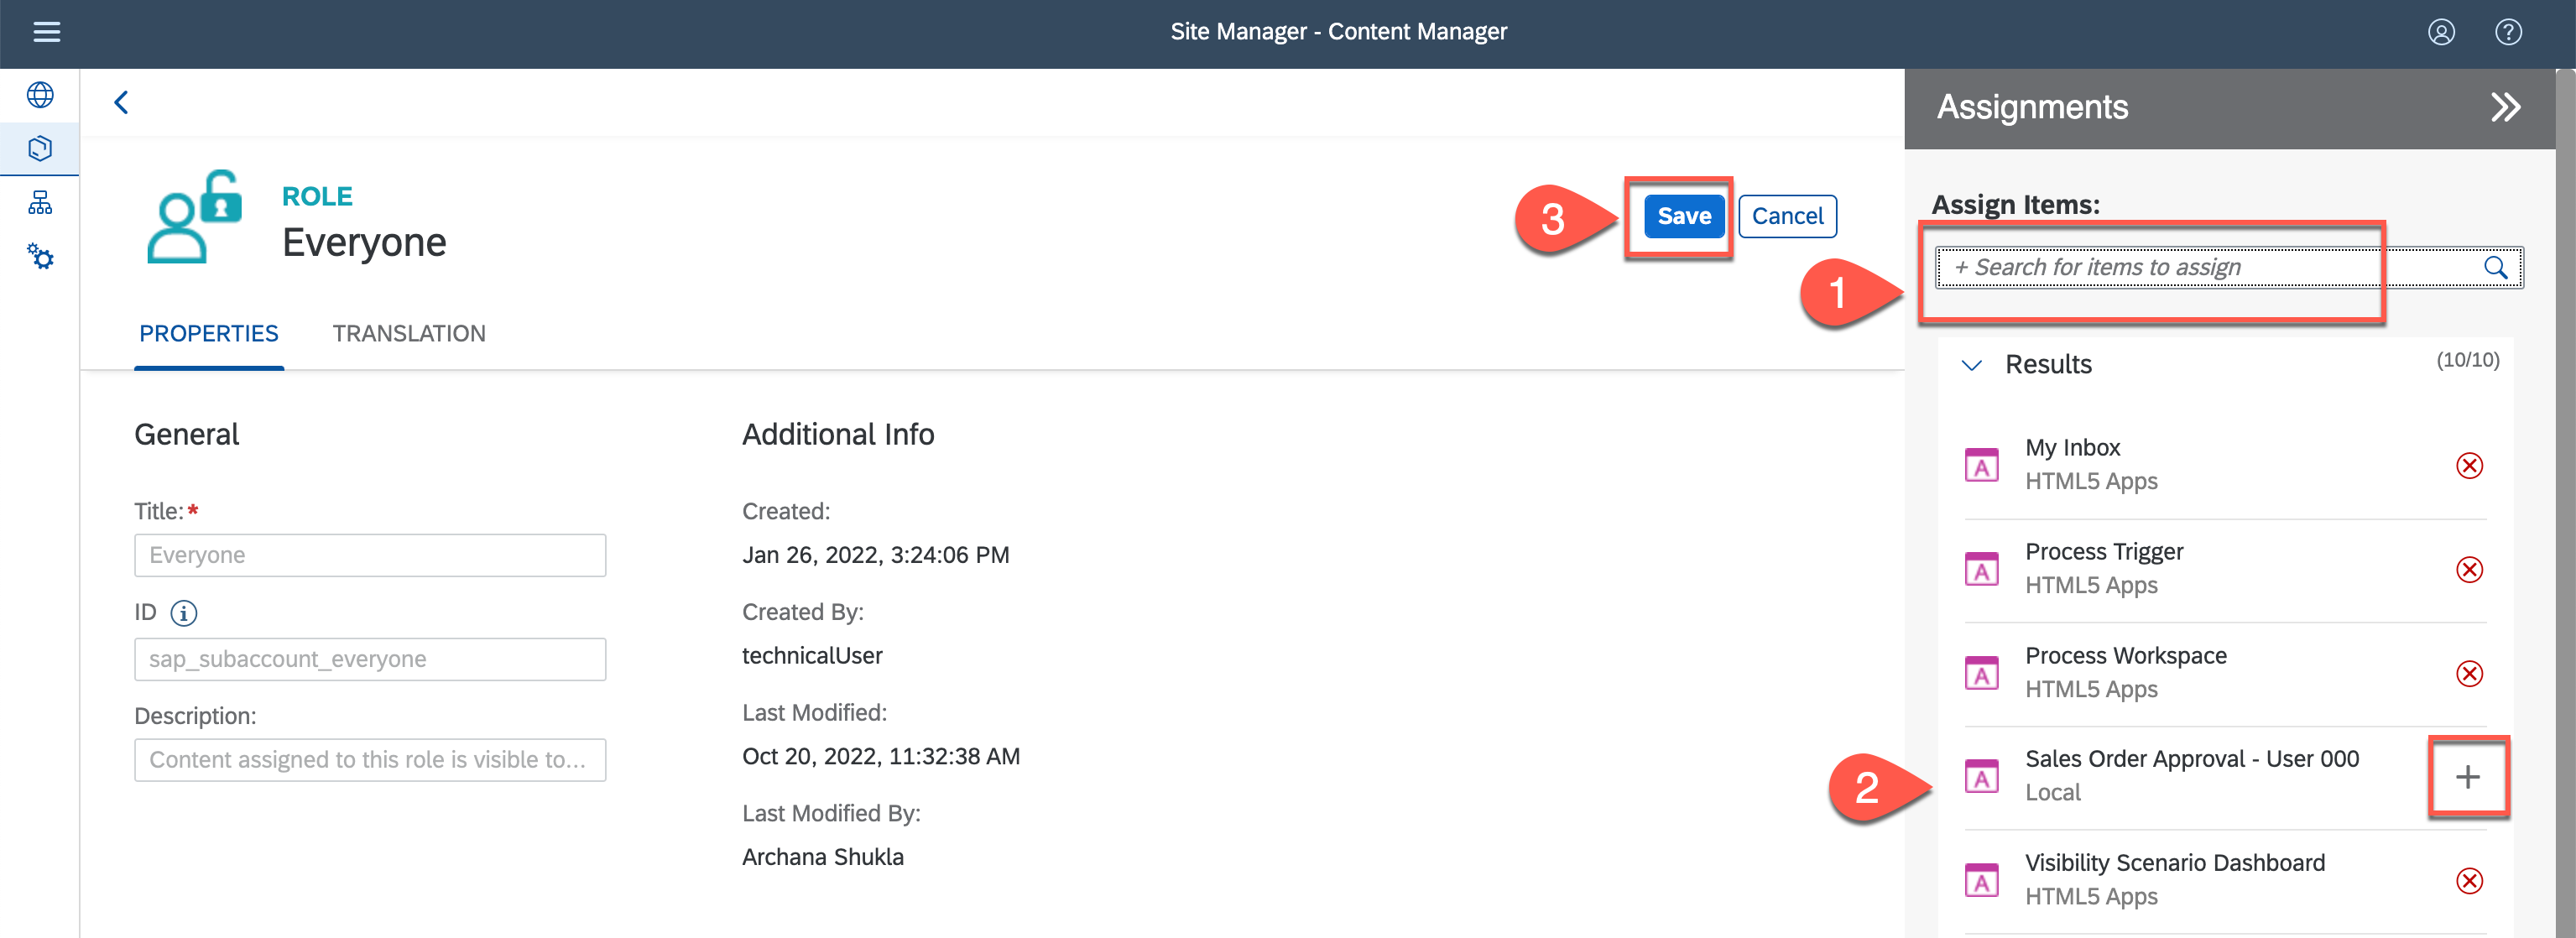 Site Manager - Content Manager
?
ROLE
Everyone
3
Save
Cancel
PROPERTIES
TRANSLATION
General
Title:*
Everyone
ID i
sap_subaccount_everyone
Description:
Content assigned to this role is visible to...
Additional Info
Created:
Jan 26, 2022, 3:24:06 PM
Created By:
technicalUser
Last Modified:
Oct 20, 2022, 11:32:38 AM
Last Modified By:
Archana Shukla
Assignments
Assign Items:
1
+ Search for items to assign
Results (10/10)
A
My Inbox
HTML5 Apps
A
Process Trigger
HTML5 Apps
A
Process Workspace
HTML5 Apps
2
A
Sales Order Approval - User 000
Local
A
Visibility Scenario Dashboard
HTML5 Apps